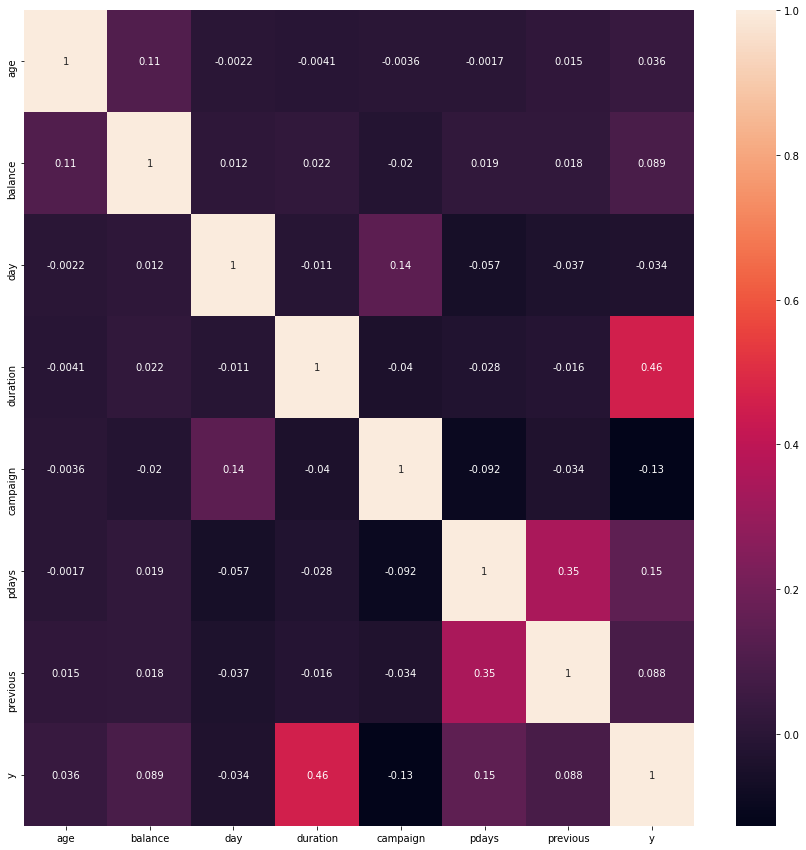 age 1 0.11 -0.0022 -0.0041 -0.0036 -0.0017 0.015 0.036
balance 0.11 1 0.012 0.022 -0.02 0.019 0.018 0.089
day -0.0022 0.012 1 -0.011 0.14 -0.057 -0.037 -0.034
duration -0.0041 0.022 -0.011 1 -0.04 -0.028 -0.016 0.46
campaign -0.0036 -0.02 0.14 -0.04 1 -0.092 -0.034 -0.13
pdays -0.0017 0.019 -0.057 -0.028 -0.092 1 0.35 0.15
previous 0.015 0.018 -0.037 -0.016 -0.034 0.35 1 0.088
y 0.036 0.089 -0.034 0.46 -0.13 0.15 0.088 1
age balance day duration campaign pdays previous y
1.0
0.8
0.6
0.4
0.2
0.0